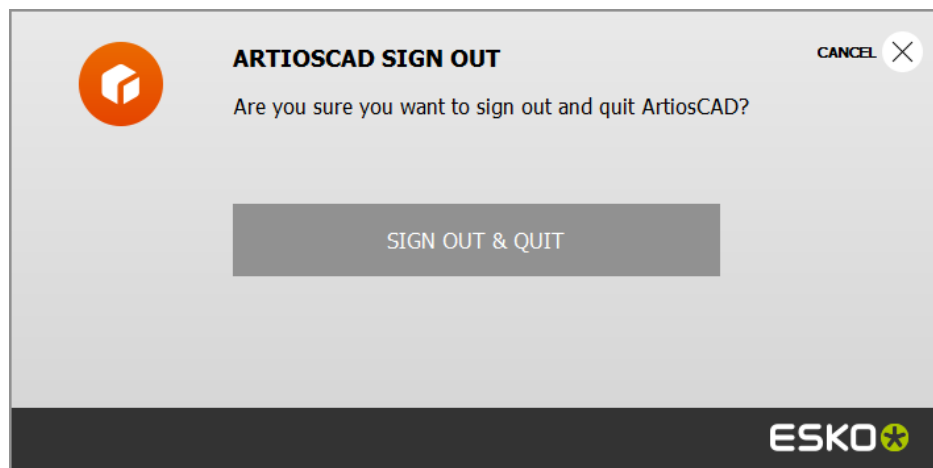 ARTIOSCAD SIGN OUT
CANCEL
Are you sure you want to sign out and quit ArtiosCAD?
SIGN OUT & QUIT
ESKO